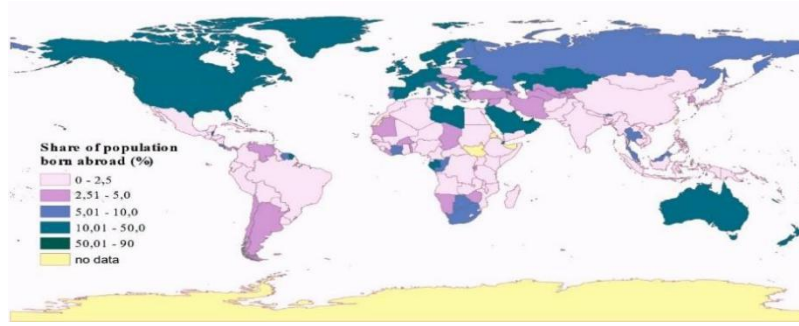 Share of population
born abroad (%)
0 - 2,5
2,51 - 5,0
5,01 - 10,0
10,01 - 50,0
50,01 - 90
no data